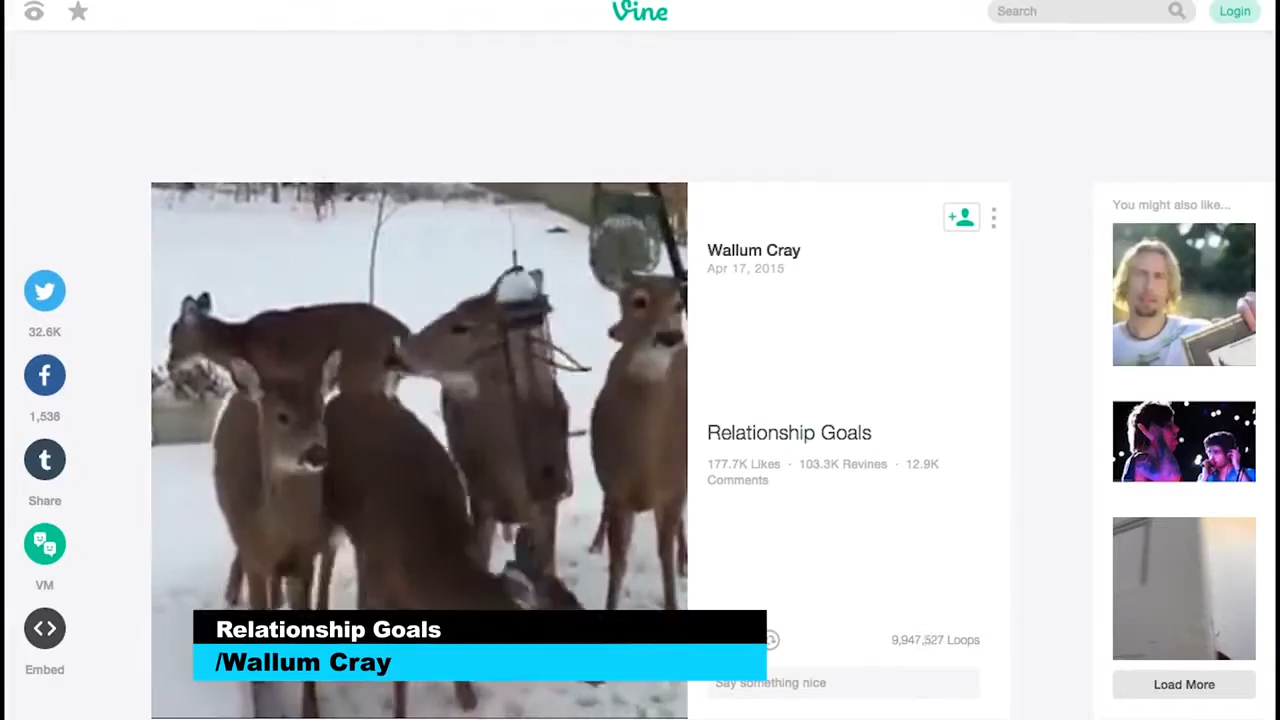 Vine
Search
Login
You might also like...
Wallum Cray
Apr 17, 2015
32.6K
1,536
Share
VM
Embed
Relationship Goals
177.7K Likes · 103.3K Revines · 12.9K
Comments
9,947,527 Loops
Say something nice
Load More
Relationship Goals
/Wallum Cray